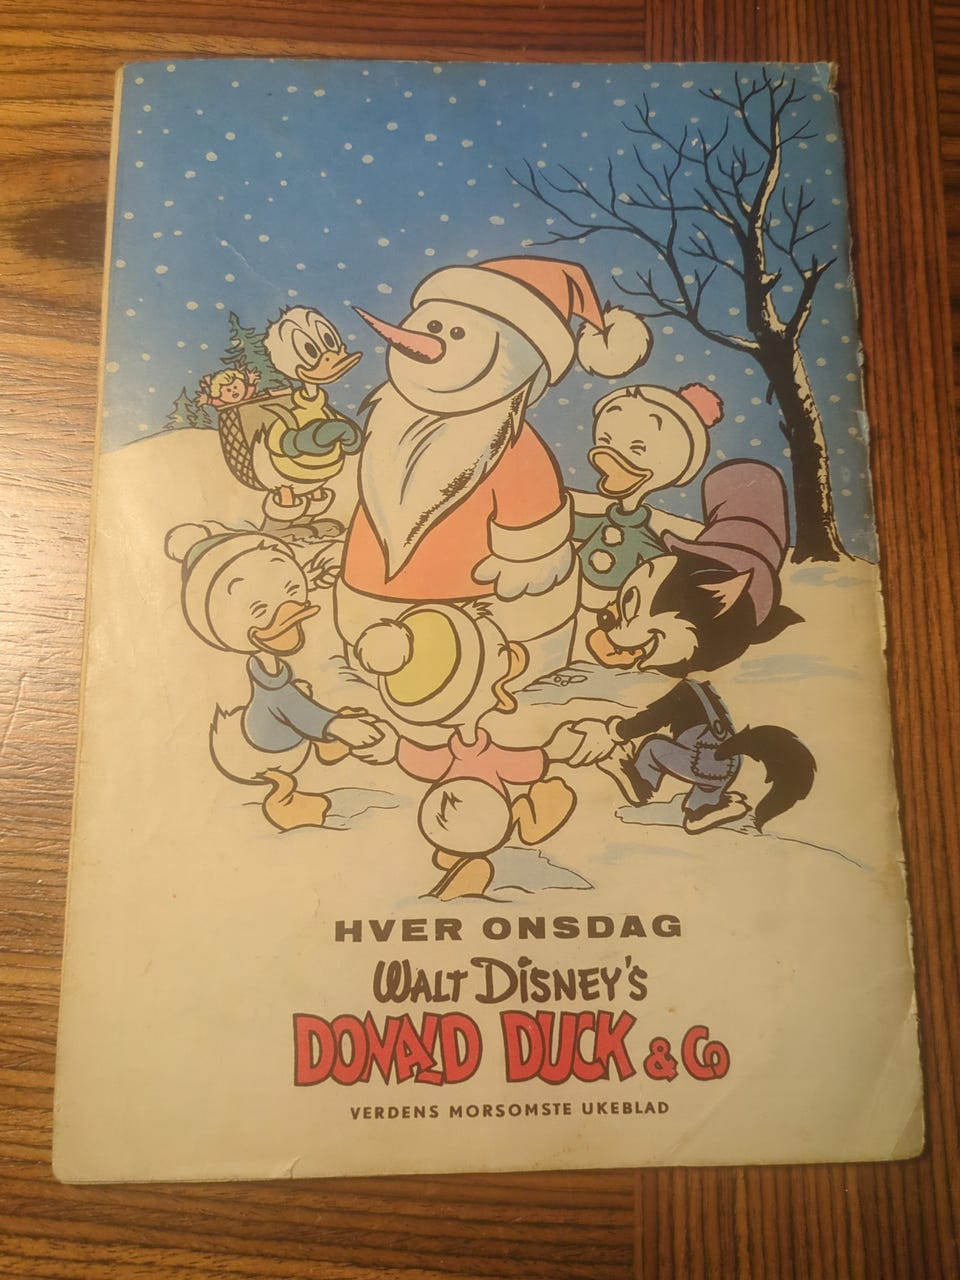 HVER ONSDAG
WALT DISNEY'S
DONALD DUCK & Co
VERDENS MORSOMSTE UKEBLAD